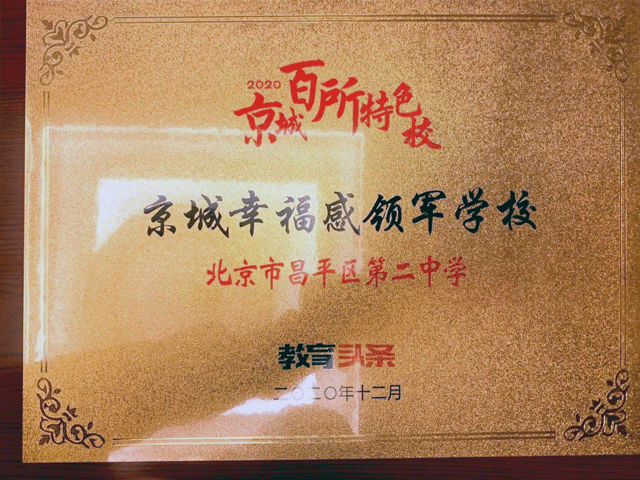 2020
京城百所特色校
京城幸福感领军学校
北京市昌平区第二中学
教育头条
二〇二〇年十二月